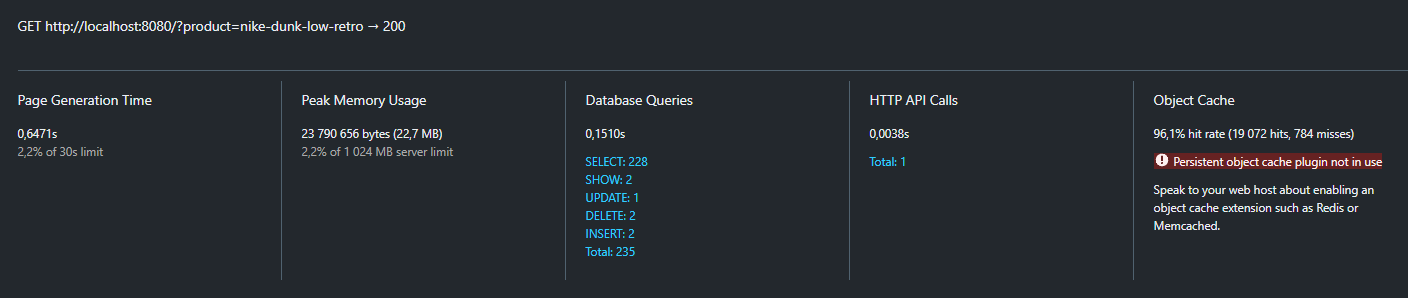 GET http://localhost:8080/?product=nike-dunk-low-retro → 200
Page Generation Time
0,6471s
2,2% of 30s limit
Peak Memory Usage
23 790 656 bytes (22,7 MB)
2,2% of 1 024 MB server limit
Database Queries
0,1510s
SELECT: 228
SHOW: 2
UPDATE: 1
DELETE: 2
INSERT: 2
Total: 235
HTTP API Calls
0,0038s
Total: 1
Object Cache
96,1% hit rate (19 072 hits, 784 misses)
Persistent object cache plugin not in use
Speak to your web host about enabling an
object cache extension such as Redis or
Memcached.